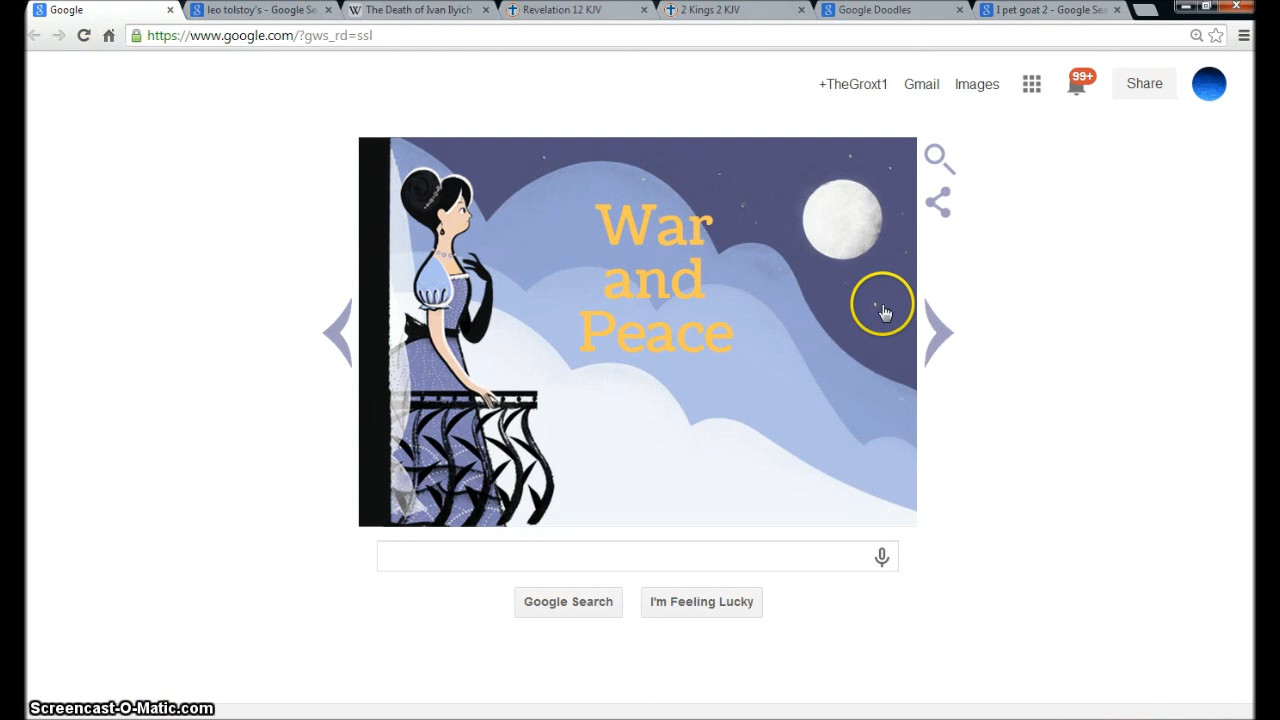 Google
leo tolstoy's - Google Se
The Death of Ivan Ilyich
Revelation 12 KJV
2 Kings 2 KJV
Google Doodles
I pet goat 2 - Google Sea
https://www.google.com/?gws_rd=ssl
+TheGroxt1
Gmail
Images
99+
Share
War
and
Peace
Google Search
I'm Feeling Lucky
Screencast-O-Matic.com